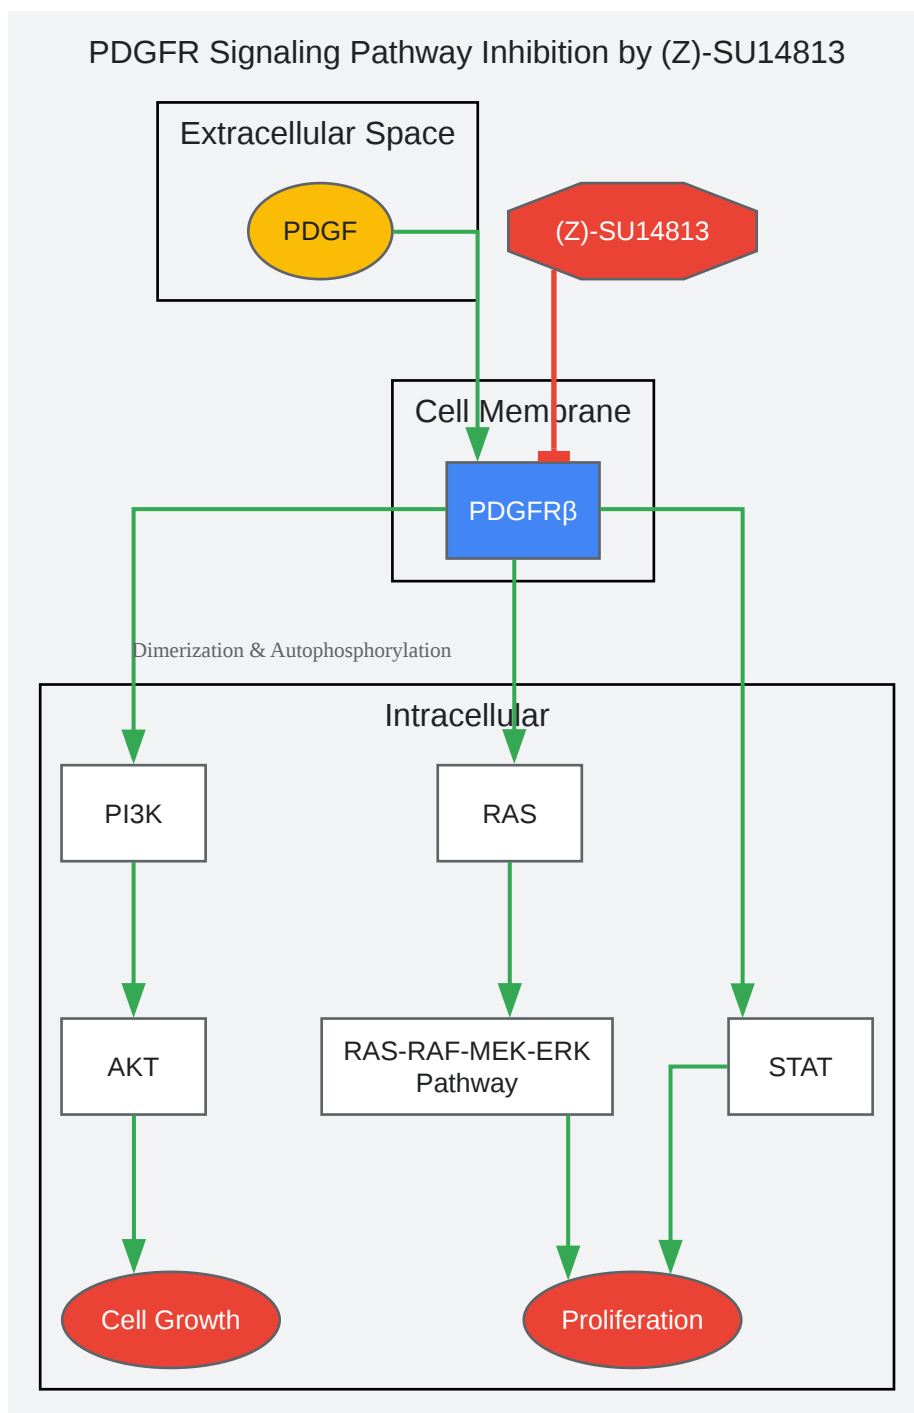 PDGFR Signaling Pathway Inhibition by (Z)-SU14813
Extracellular Space
PDGF
(Z)-SU14813
Cell Membrane
PDGFRβ
Dimerization & Autophosphorylation
Intracellular
PI3K
RAS
AKT
RAS-RAF-MEK-ERK
Pathway
STAT
Cell Growth
Proliferation